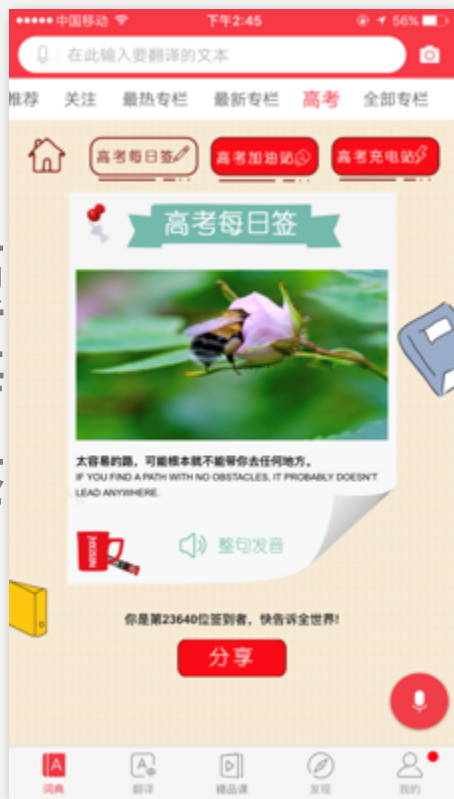 中国移动
下午2:45
56%
在此输入要翻译的文本
推荐 关注 最热专栏 最新专栏 高考 全部专栏
高考每日签 高考加油站 高考充电站
高考每日签
太容易的路，可能根本就不能带你去任何地方。
IF YOU FIND A PATH WITH NO OBSTACLES, IT PROBABLY DOESN'T
LEAD ANYWHERE.
NESCAFÉ
整句发音
你是第23640位签到者，快告诉全世界!
分享
词典 翻译 精品课 发现 我的